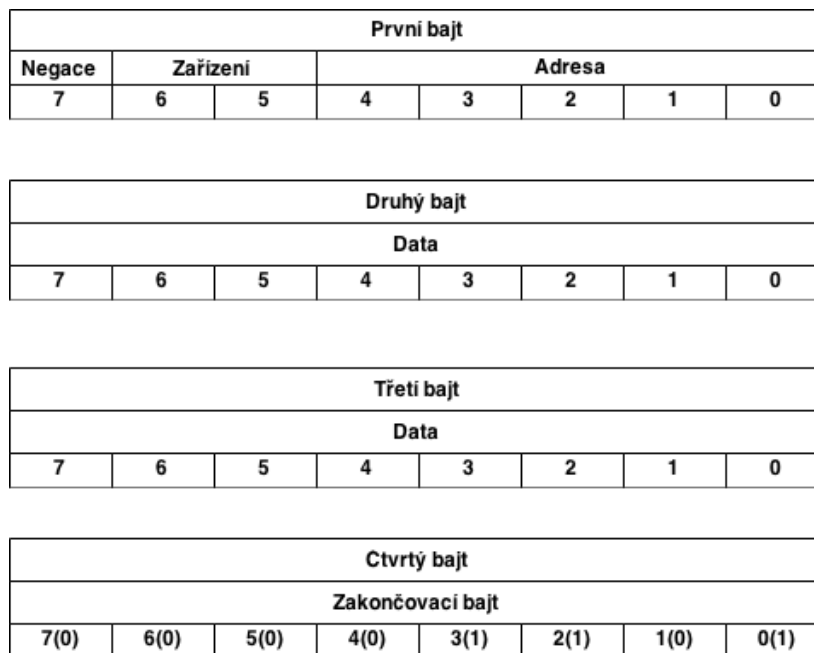 První bajt
Negace Zařízení Adresa
7 6 5 4 3 2 1 0
Druhý bajt
Data
7 6 5 4 3 2 1 0
Třetí bajt
Data
7 6 5 4 3 2 1 0
Čtvrtý bajt
Zakončovací bajt
7(0) 6(0) 5(0) 4(0) 3(1) 2(1) 1(0) 0(1)